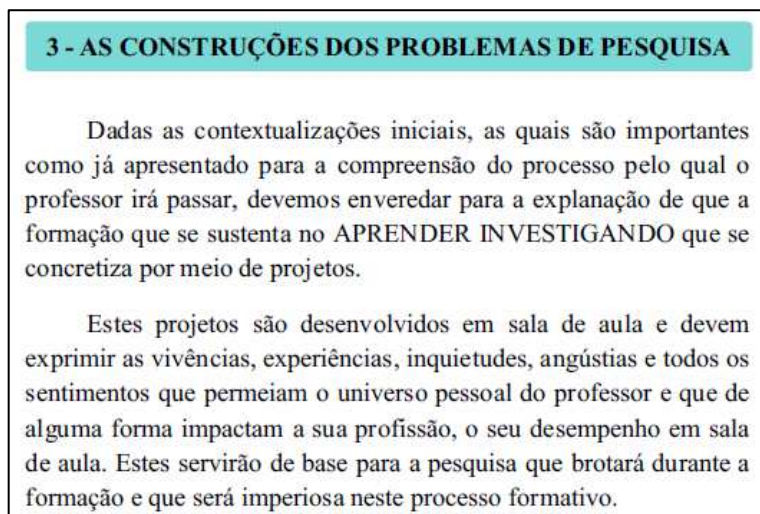 3 - AS CONSTRUÇÕES DOS PROBLEMAS DE PESQUISA
Dadas as contextualizações iniciais, as quais são importantes
como já apresentado para a compreensão do processo pelo qual o
professor irá passar, devemos enveredar para a explanação de que a
formação que se sustenta no APRENDER INVESTIGANDO que se
concretiza por meio de projetos.
Estes projetos são desenvolvidos em sala de aula e devem
exprimir as vivências, experiências, inquietudes, angústias e todos os
sentimentos que permeiam o universo pessoal do professor e que de
alguma forma impactam a sua profissão, o seu desempenho em sala
de aula. Estes servirão de base para a pesquisa que brotará durante a
formação e que será imperiosa neste processo formativo.